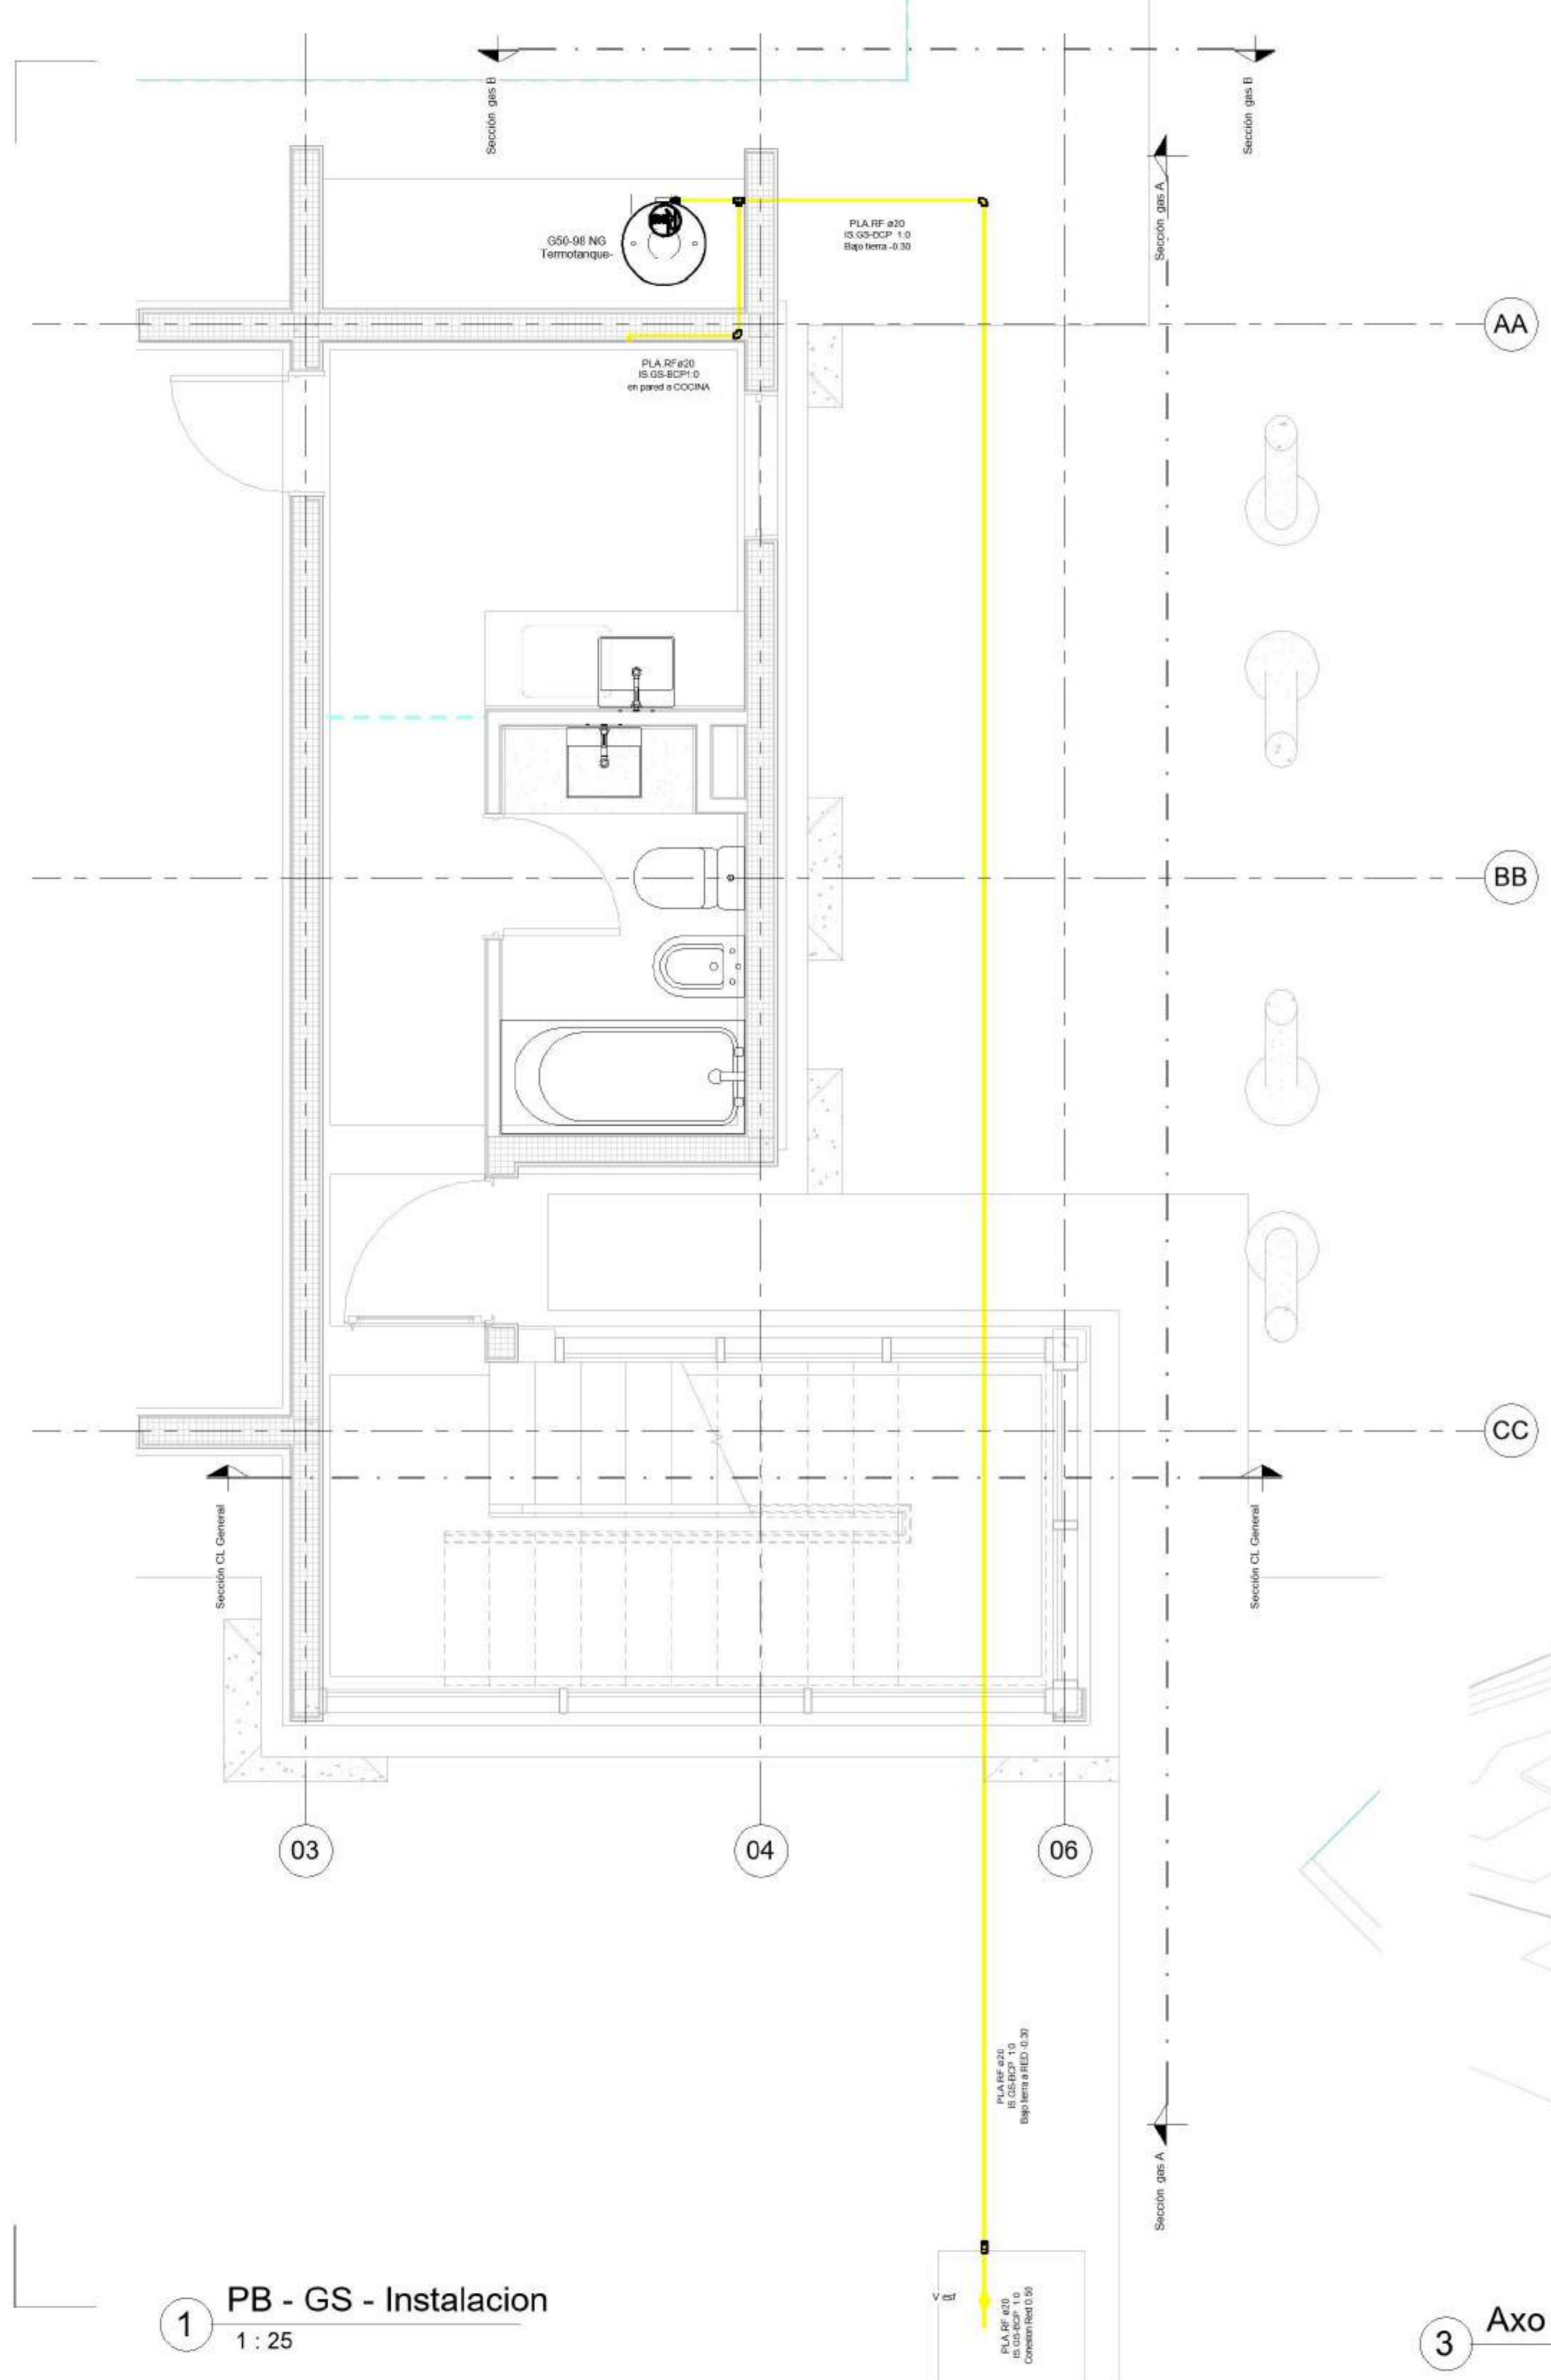 Sección gas B
Sección gas B
Sección gas A
G50-98 NG
Termotanque-
PLA.RF ø20
IS.GS-BCP 1.0
Bajo tierra -0.30
AA
PLA.RFø20
IS.GS-BCP1.0
en pared a COCINA
BB
CC
Sección CL General
Sección CL General
03
04
06
PLA.RF ø20
IS.GS-BCP 1.0
Bajo tierra a RED -0.30
Sección gas A
V esf
PLA.RF ø20
IS.GS-BCP 1.0
Conexion Red 0.50
1
PB - GS - Instalacion
1 : 25
3
Axo